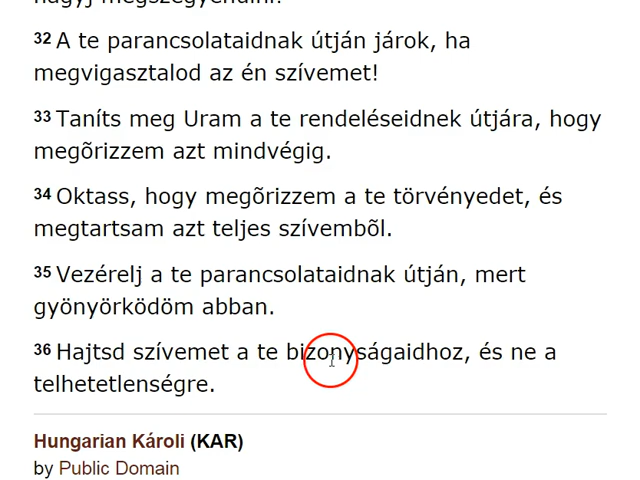 hagyj megszégyenülni!
32 A te parancsolataidnak útján járok, ha
megvigasztalod az én szívemet!
33 Taníts meg Uram a te rendeléseidnek útjára, hogy
megõrizzem azt mindvégig.
34 Oktass, hogy megõrizzem a te törvényedet, és
megtartsam azt teljes szívembõl.
35 Vezérelj a te parancsolataidnak útján, mert
gyönyörködöm abban.
36 Hajtsd szívemet a te bizonyságaidhoz, és ne a
telhetetlenségre.
Hungarian Károli (KAR)
by Public Domain